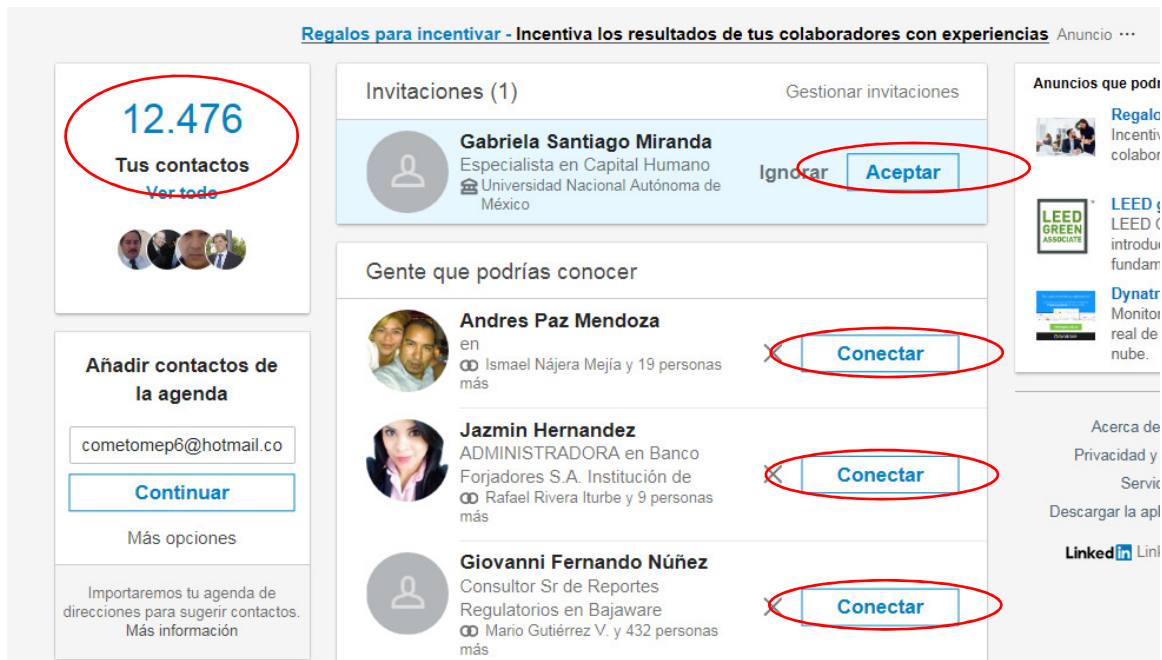 Regalos para incentivar - Incentiva los resultados de tus colaboradores con experiencias Anuncio ···
12.476
Tus contactos
Ver todo
Añadir contactos de
la agenda
cometomep6@hotmail.co
Continuar
Más opciones
Importaremos tu agenda de
direcciones para sugerir contactos.
Más información
Invitaciones (1)
Gestionar invitaciones
Gabriela Santiago Miranda
Especialista en Capital Humano
Universidad Nacional Autónoma de
México
Ignorar
Aceptar
Gente que podrías conocer
Andres Paz Mendoza
en
Ismael Nájera Mejía y 19 personas
más
Conectar
Jazmin Hernandez
ADMINISTRADORA en Banco
Forjadores S.A. Institución de
Rafael Rivera Iturbe y 9 personas
más
Conectar
Giovanni Fernando Núñez
Consultor Sr de Reportes
Regulatorios en Bajaware
Mario Gutiérrez V. y 432 personas
más
Conectar
Anuncios que podr
Regalo
Incentiv
colabor
LEED
GREEN
ASSOCIATE
LEED g
LEED G
introduc
fundam
Dynatr
Monitor
real de
nube.
Acerca de
Privacidad y
Servic
Descargar la apl
Linked in Link